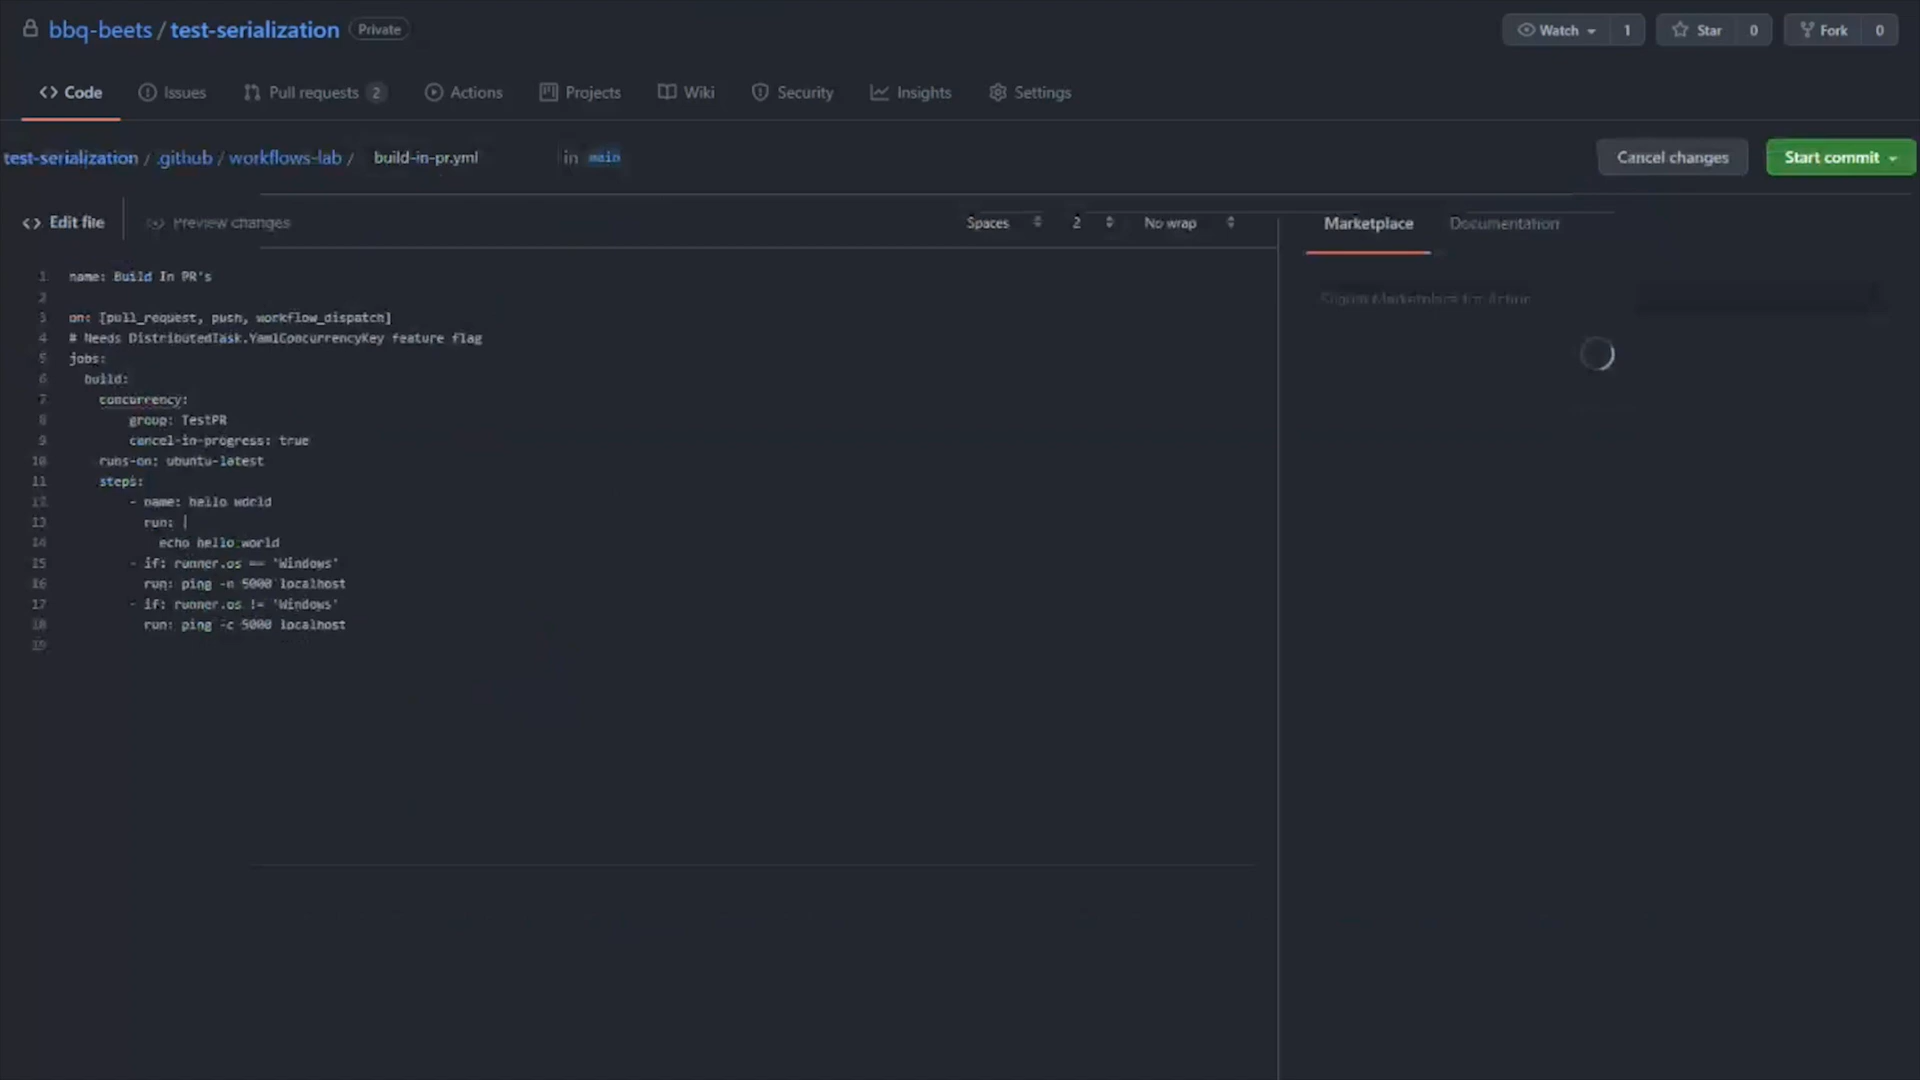 bbq-beets / test-serialization Private
Watch 1 Star 0 Fork 0
Code Issues Pull requests 2 Actions Projects Wiki Security Insights Settings
test-serialization / .github / workflows-lab / build-in-pr.yml in main
Cancel changes Start commit
Edit file Preview changes Spaces 2 No wrap
Marketplace Documentation
1 name: Build In PR's
2
3 on: [pull_request, push, workflow_dispatch]
4 # Needs DistributedTask.YamlConcurrencyKey feature flag
5 jobs:
6 build:
7 concurrency:
8 group: TestPR
9 cancel-in-progress: true
10 runs-on: ubuntu-latest
11 steps:
12 - name: hello world
13 run: |
14 echo hello world
15 - if: runner.os == 'Windows'
16 run: ping -n 5000 localhost
17 - if: runner.os != 'Windows'
18 run: ping -c 5000 localhost
19